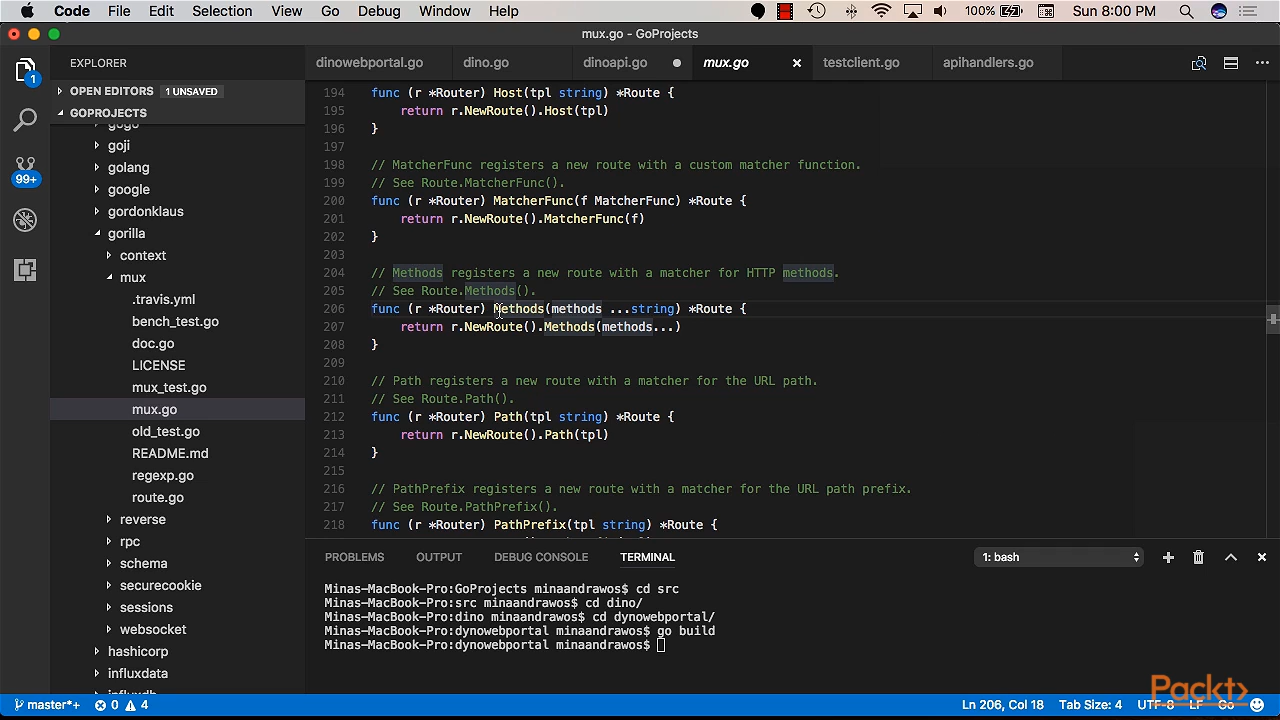 Code File Edit Selection View Go Debug Window Help 100% Sun 8:00 PM
mux.go - GoProjects
EXPLORER
dinowebportal.go dino.go dinoapi.go mux.go testclient.go apihandlers.go
1
OPEN EDITORS 1 UNSAVED
GOPROJECTS
gogo
goji
golang
99+
google
gordonklaus
gorilla
context
mux
.travis.yml
bench_test.go
doc.go
LICENSE
mux_test.go
mux.go
old_test.go
README.md
regexp.go
route.go
reverse
rpc
schema
securecookie
sessions
websocket
hashicorp
influxdata
influxdb
194 func (r *Router) Host(tpl string) *Route {
195 return r.NewRoute().Host(tpl)
196 }
197
198 // MatcherFunc registers a new route with a custom matcher function.
199 // See Route.MatcherFunc().
200 func (r *Router) MatcherFunc(f MatcherFunc) *Route {
201 return r.NewRoute().MatcherFunc(f)
202 }
203
204 // Methods registers a new route with a matcher for HTTP methods.
205 // See Route.Methods().
206 func (r *Router) Methods(methods ...string) *Route {
207 return r.NewRoute().Methods(methods...)
208 }
209
210 // Path registers a new route with a matcher for the URL path.
211 // See Route.Path().
212 func (r *Router) Path(tpl string) *Route {
213 return r.NewRoute().Path(tpl)
214 }
215
216 // PathPrefix registers a new route with a matcher for the URL path prefix.
217 // See Route.PathPrefix().
218 func (r *Router) PathPrefix(tpl string) *Route {
PROBLEMS OUTPUT DEBUG CONSOLE TERMINAL 1: bash
Minas-MacBook-Pro:GoProjects minaandrawos$ cd src
Minas-MacBook-Pro:src minaandrawos$ cd dino/
Minas-MacBook-Pro:dino minaandrawos$ cd dynowebportal/
Minas-MacBook-Pro:dynowebportal minaandrawos$ go build
Minas-MacBook-Pro:dynowebportal minaandrawos$
Packt>
master*+ 0 4 Ln 206, Col 18 Tab Size: 4 UTF-8 LF Go